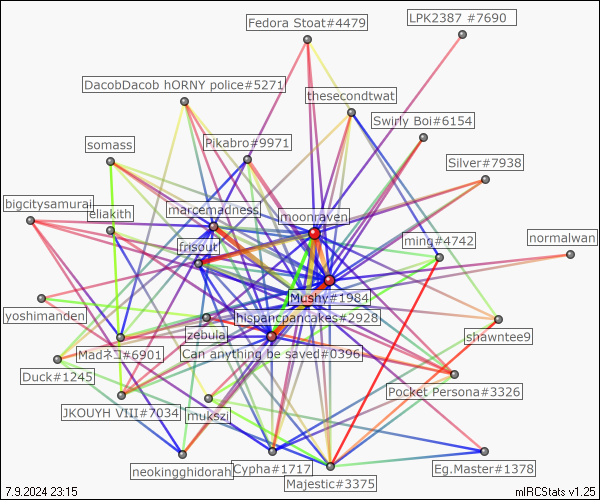 Fedora Stoat#4479
LPK2387 #7690
DacobDacob hORNY police#5271
thesecondtwat
Swirly Boi#6154
somass
Pikabro#9971
Silver#7938
bigcitysamurai
eliakith
marcemadness
moonraven
ming#4742
normalwan
frisout
Mushy#1984
yoshimanden
hispancpancakes#2928
zebulai
shawntee9
Madネコ#6901
Can anything be saved#0396
Duck#1245
Pocket Persona#3326
JKOUYH VIII#7034
mukszi
neokingghidorah
Cypha#1717
Eg.Master#1378
Majestic#3375
7.9.2024 23:15
mIRCStats v1.25